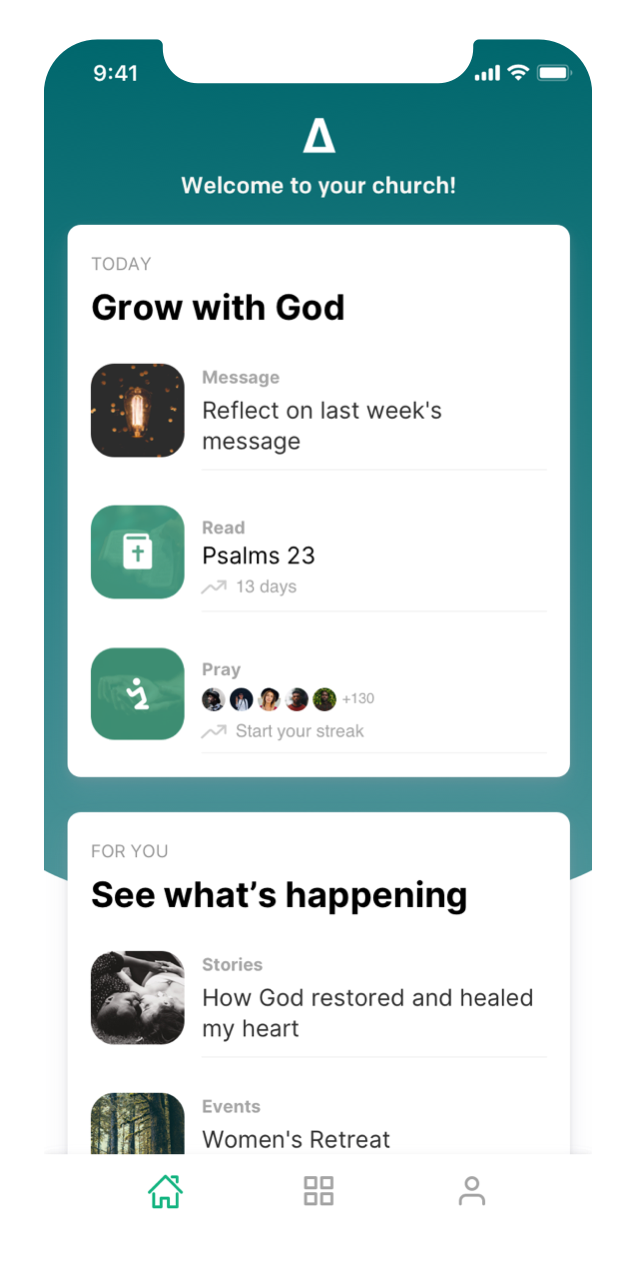 9:41
Welcome to your church!
TODAY
Grow with God
Message
Reflect on last week's
message
Read
Psalms 23
13 days
Pray
+130
Start your streak
FOR YOU
See what’s happening
Stories
How God restored and healed
my heart
Events
Women's Retreat